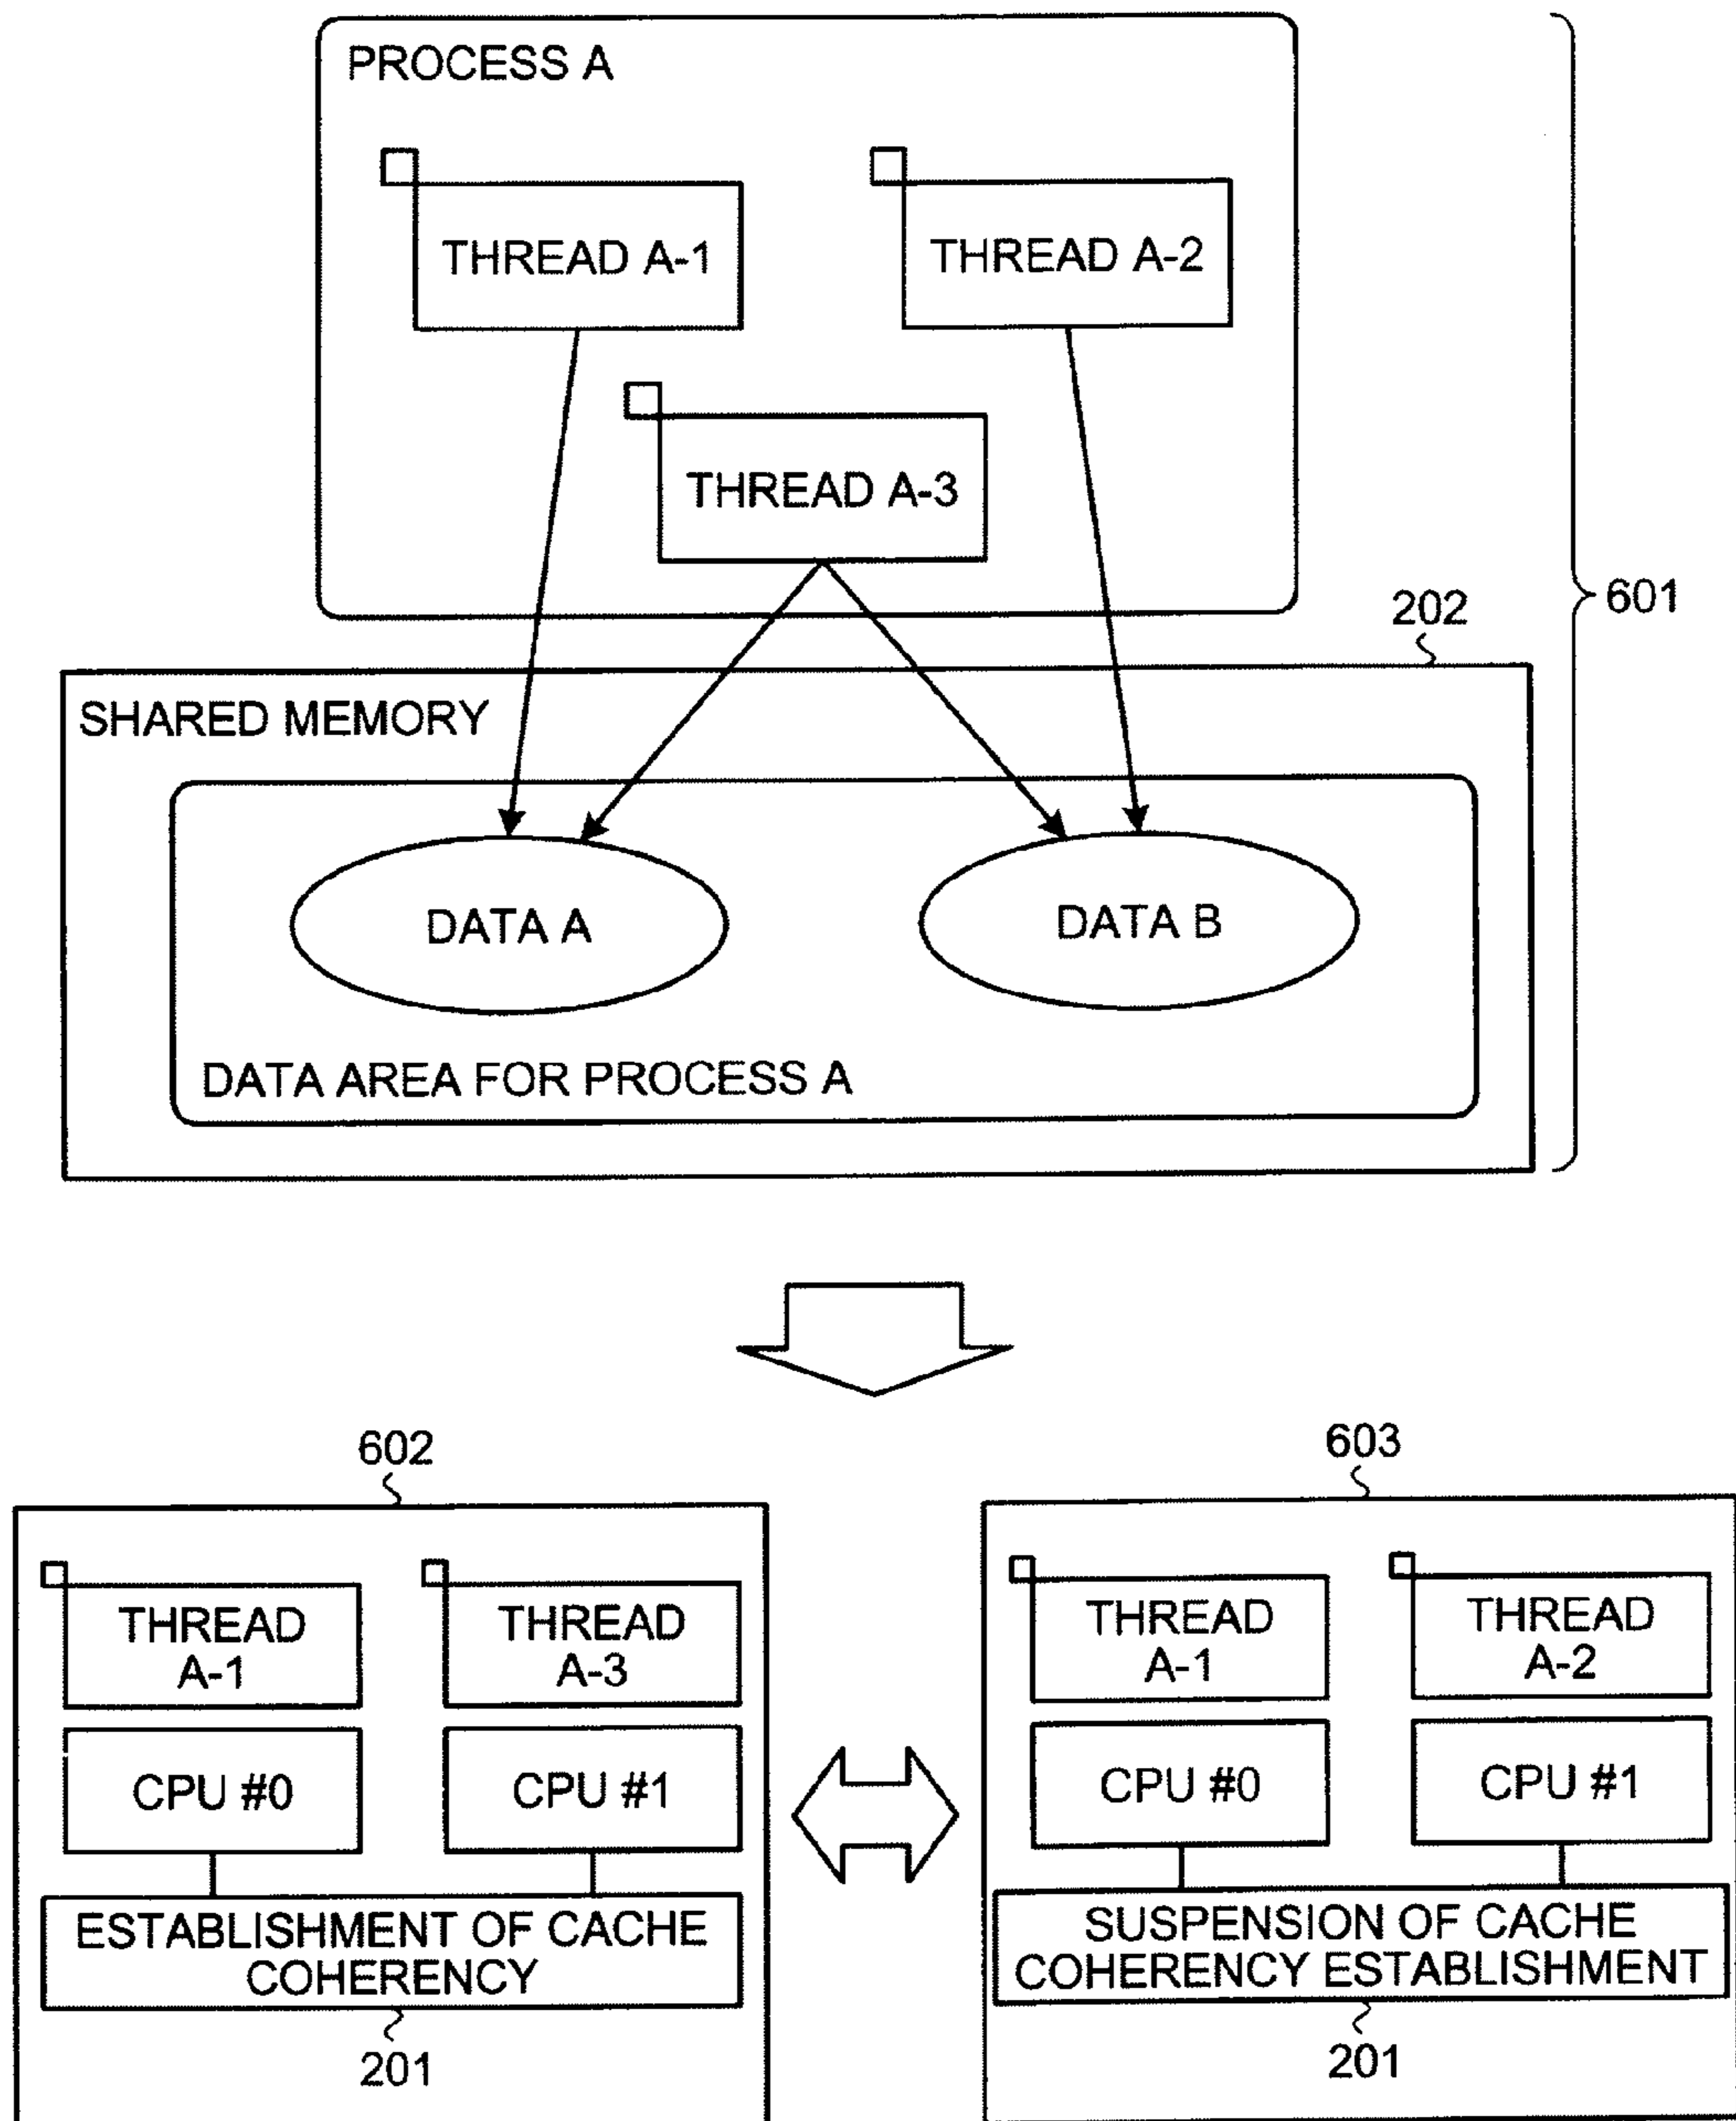 PROCESS A
THREAD A-1
THREAD A-2
THREAD A-3
601
202
SHARED MEMORY
DATA A
DATA B
DATA AREA FOR PROCESS A
602
THREAD
A-1
THREAD
A-3
CPU #0
CPU #1
ESTABLISHMENT OF CACHE
COHERENCY
201
603
THREAD
A-1
THREAD
A-2
CPU #0
CPU #1
SUSPENSION OF CACHE
COHERENCY ESTABLISHMENT
201